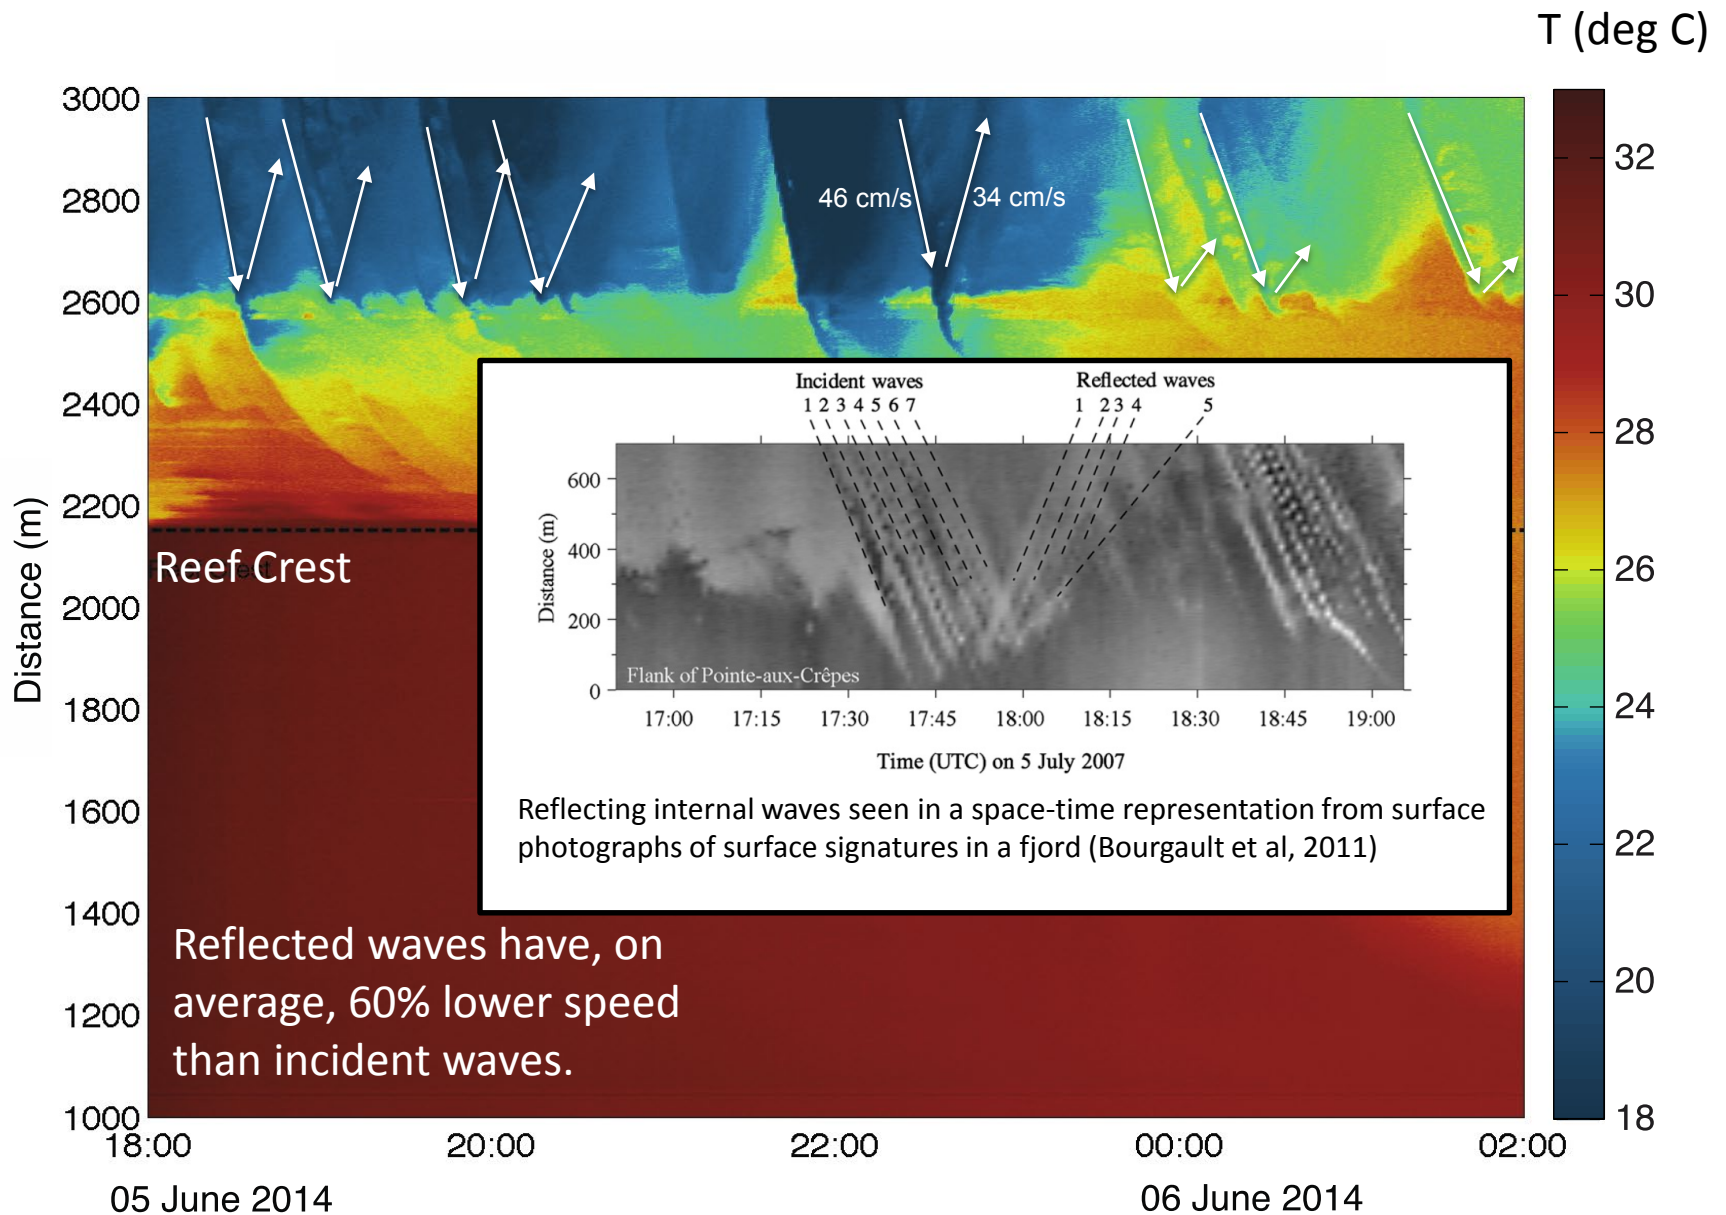 T (deg C)
3000
2800
2600
2400
2200
2000
1800
1600
1400
1200
1000
Distance (m)
46 cm/s
34 cm/s
Reef Crest
Incident waves
1 2 3 4 5 6 7
Reflected waves
1 2 3 4 5
600
400
200
0
Distance (m)
Flank of Pointe-aux-Crêpes
17:00 17:15 17:30 17:45 18:00 18:15 18:30 18:45 19:00
Time (UTC) on 5 July 2007
Reflecting internal waves seen in a space-time representation from surface
photographs of surface signatures in a fjord (Bourgault et al, 2011)
Reflected waves have, on
average, 60% lower speed
than incident waves.
18:00 20:00 22:00 00:00 02:00
05 June 2014
06 June 2014
32
30
28
26
24
22
20
18